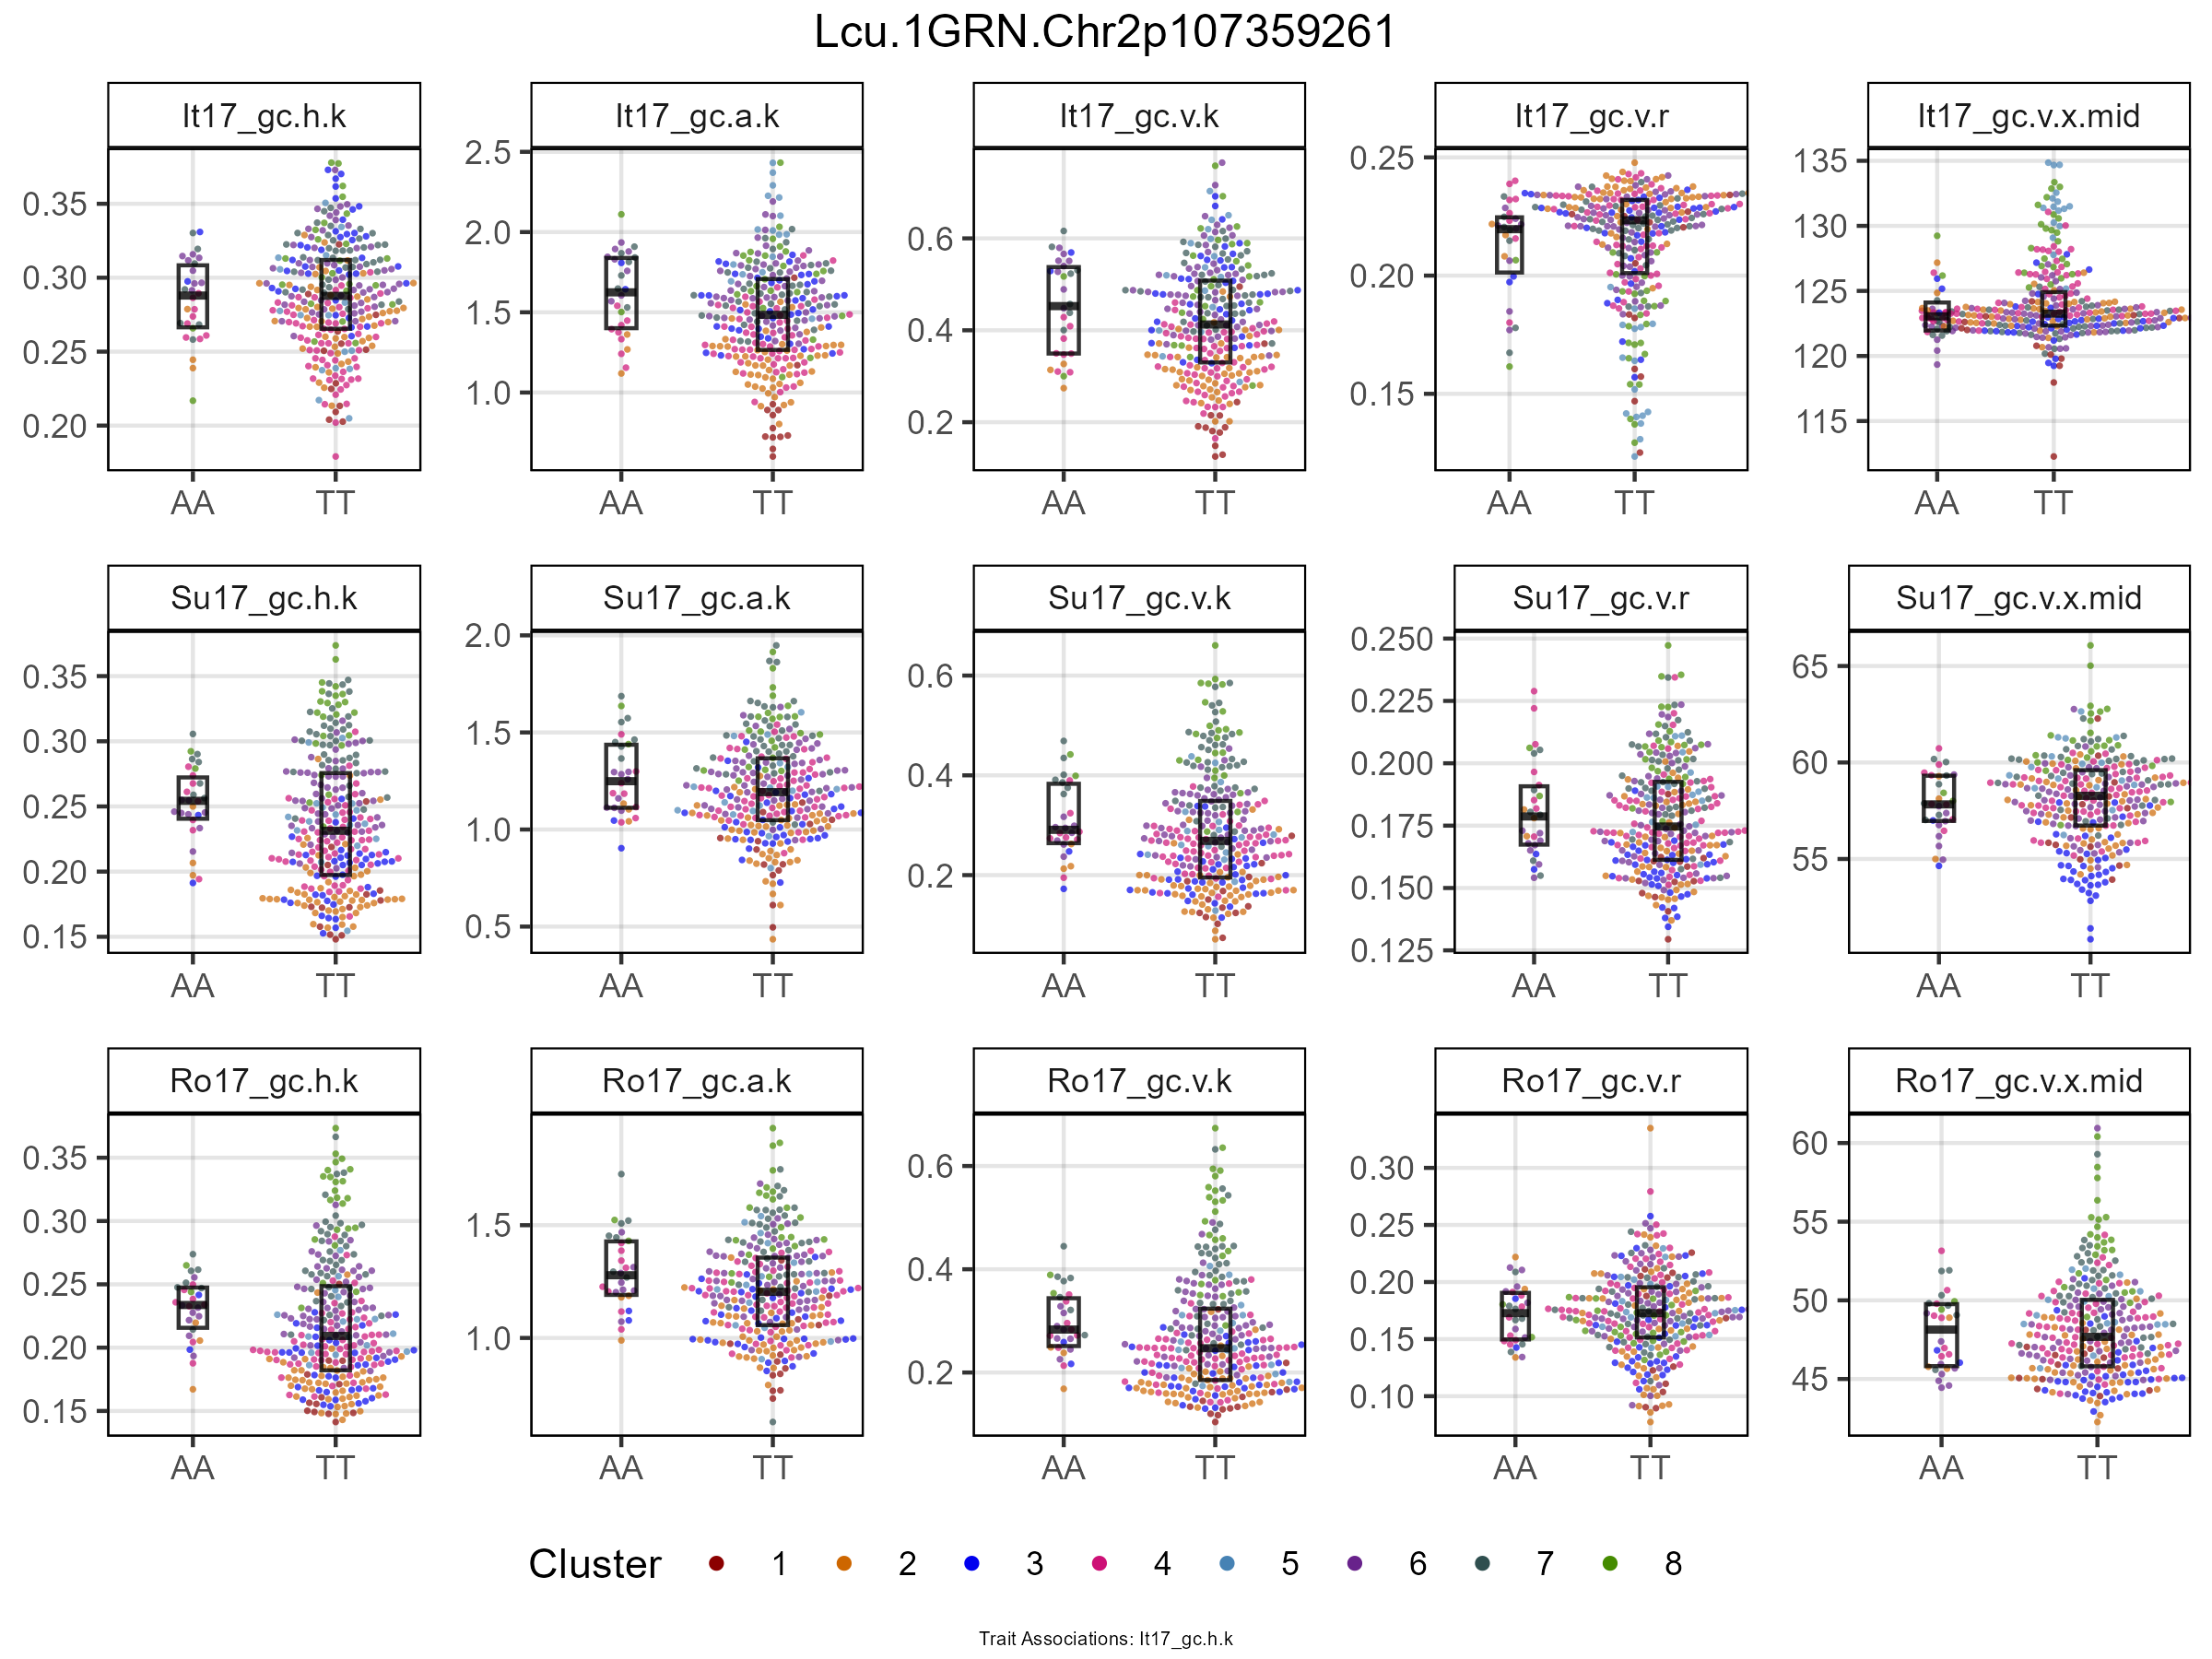 Lcu.1GRN.Chr2p107359261
It17_gc.h.k It17_gc.a.k It17_gc.v.k It17_gc.v.r It17_gc.v.x.mid
0.35 0.30 0.25 0.20
2.5 2.0 1.5 1.0
0.6 0.4 0.2
0.25 0.20 0.15
135 130 125 120 115
AA TT AA TT AA TT AA TT AA TT
Su17_gc.h.k Su17_gc.a.k Su17_gc.v.k Su17_gc.v.r Su17_gc.v.x.mid
0.35 0.30 0.25 0.20 0.15
2.0 1.5 1.0 0.5
0.6 0.4 0.2
0.250 0.225 0.200 0.175 0.150 0.125
65 60 55
AA TT AA TT AA TT AA TT AA TT
Ro17_gc.h.k Ro17_gc.a.k Ro17_gc.v.k Ro17_gc.v.r Ro17_gc.v.x.mid
0.35 0.30 0.25 0.20 0.15
1.5 1.0
0.6 0.4 0.2
0.30 0.25 0.20 0.15 0.10
60 55 50 45
AA TT AA TT AA TT AA TT AA TT
Cluster 1 2 3 4 5 6 7 8
Trait Associations: It17_gc.h.k